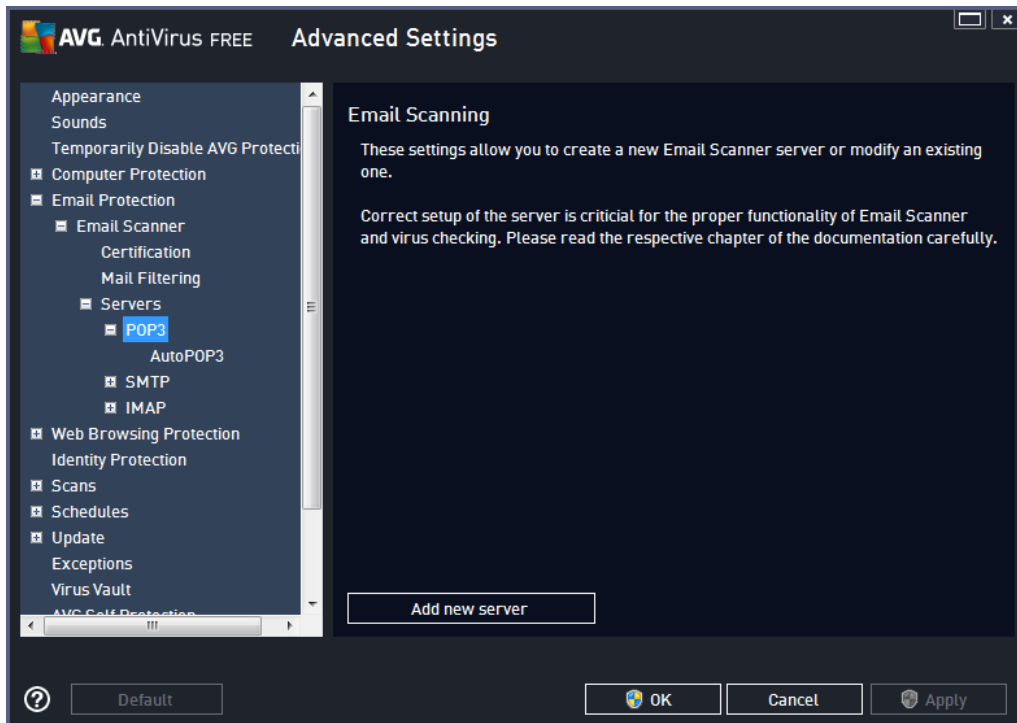 AVG. AntiVirus FREE Advanced Settings
Appearance
Sounds
Temporarily Disable AVG Protecti
Computer Protection
Email Protection
Email Scanner
Certification
Mail Filtering
Servers
POP3
AutoPOP3
SMTP
IMAP
Web Browsing Protection
Identity Protection
Scans
Schedules
Update
Exceptions
Virus Vault
AVG Self Protection
Email Scanning
These settings allow you to create a new Email Scanner server or modify an existing
one.
Correct setup of the server is criticial for the proper functionality of Email Scanner
and virus checking. Please read the respective chapter of the documentation carefully.
Add new server
? Default OK Cancel Apply